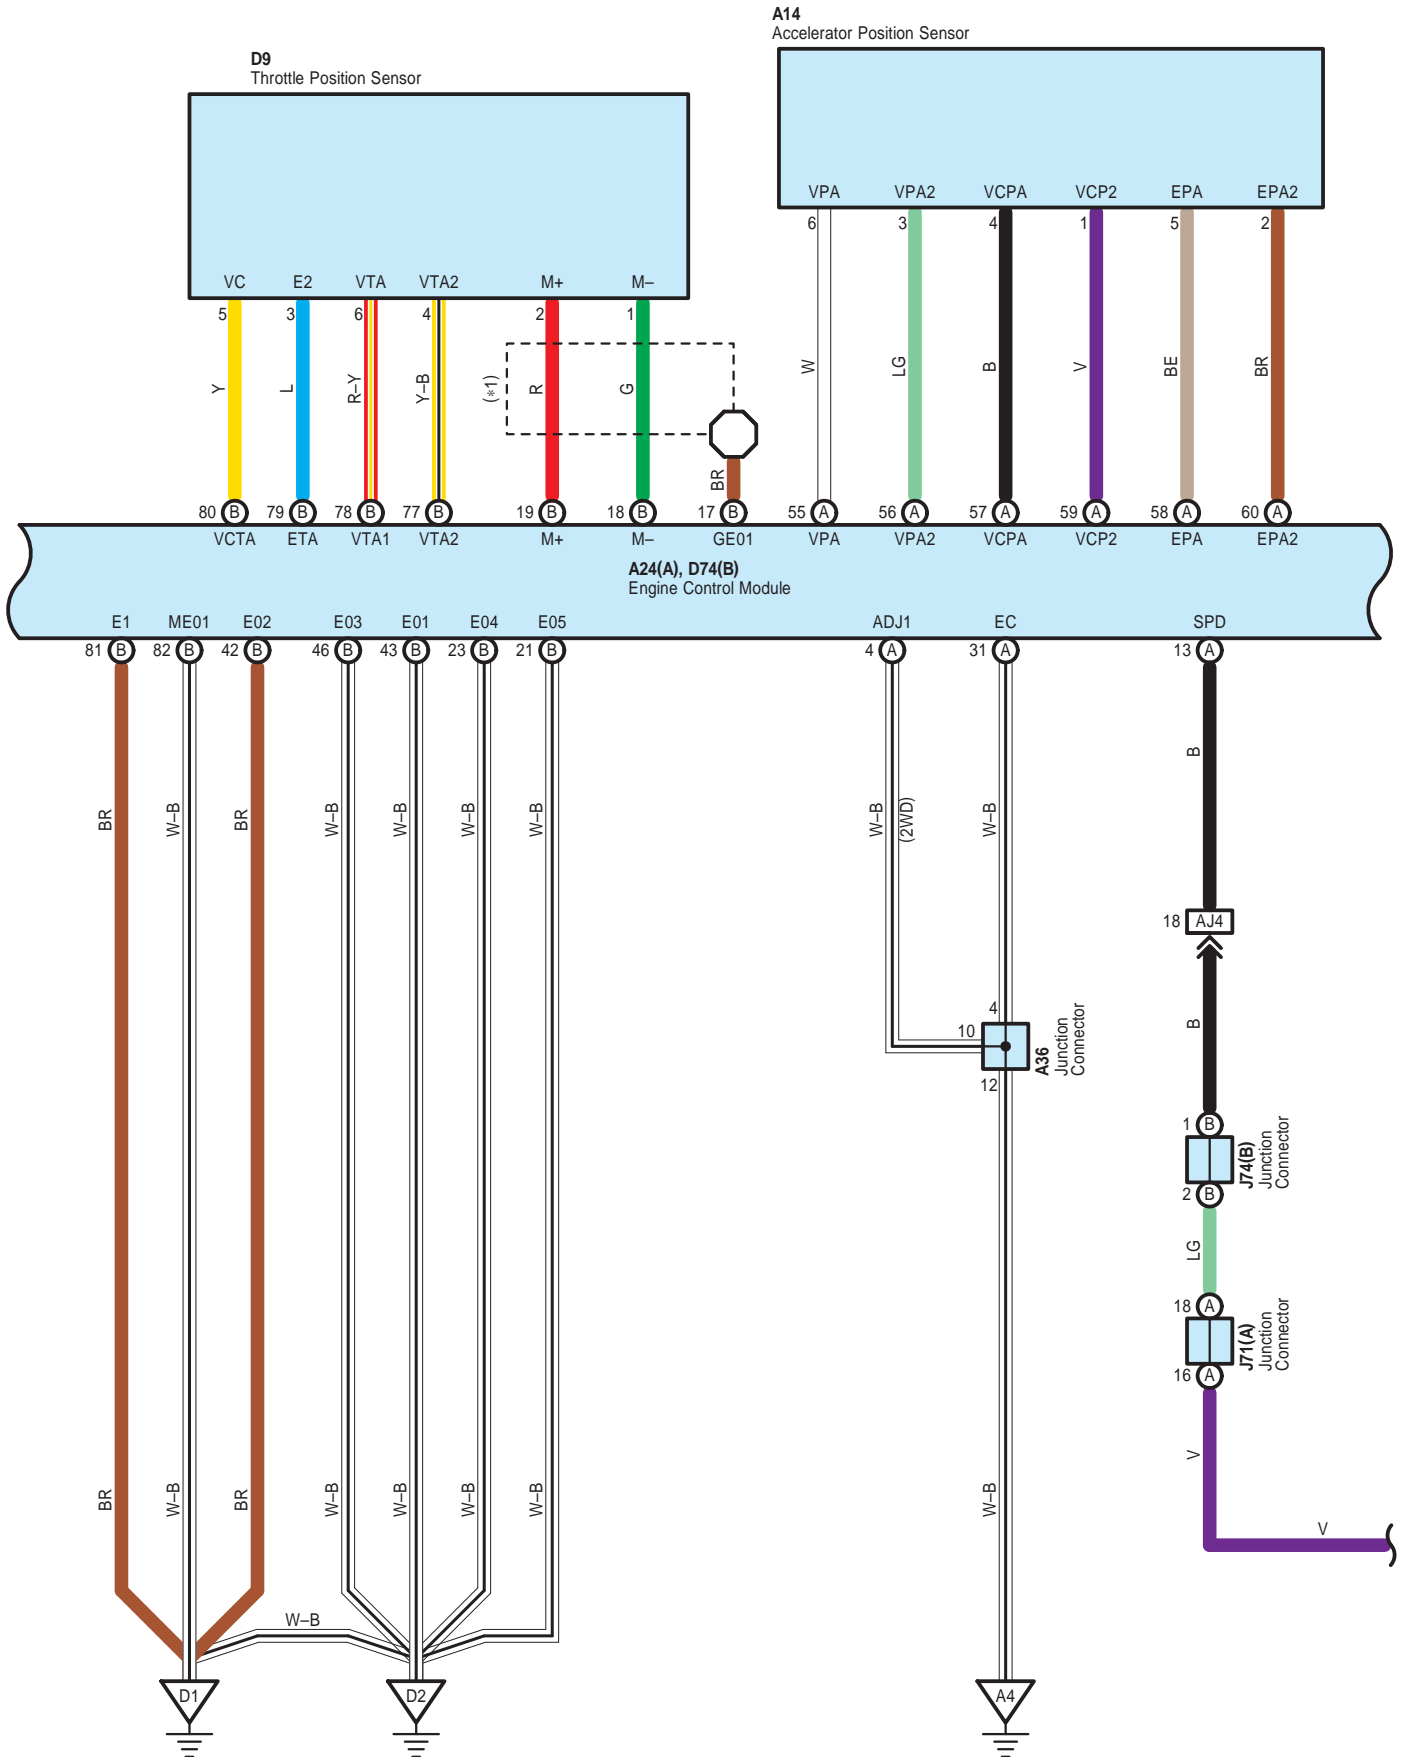 A14
Accelerator Position Sensor
D9
Throttle Position Sensor
VPA VPA2 VCPA VCP2 EPA EPA2
6 3 4 1 5 2
VC E2 VTA VTA2 M+ M–
5 3 6 4 2 1
Y L R–Y Y–B (*1) R G BR W LG B V BE BR
80 B 79 B 78 B 77 B 19 B 18 B 17 B 55 A 56 A 57 A 59 A 58 A 60 A
VCTA ETA VTA1 VTA2 M+ M– GE01 VPA VPA2 VCPA VCP2 EPA EPA2
A24(A), D74(B)
Engine Control Module
E1 ME01 E02 E03 E01 E04 E05 ADJ1 EC SPD
81 B 82 B 42 B 46 B 43 B 23 B 21 B 4 A 31 A 13 A
B
BR W–B BR W–B W–B W–B W–B W–B (2WD) W–B
18 AJ4
4
10
12
A36
Junction
Connector
B
1 B
J74(B)
Junction
Connector
2 B
LG
18 A
J71(A)
Junction
Connector
16 A
V
BR W–B BR W–B W–B W–B W–B W–B
V
W–B
D1 D2 A4